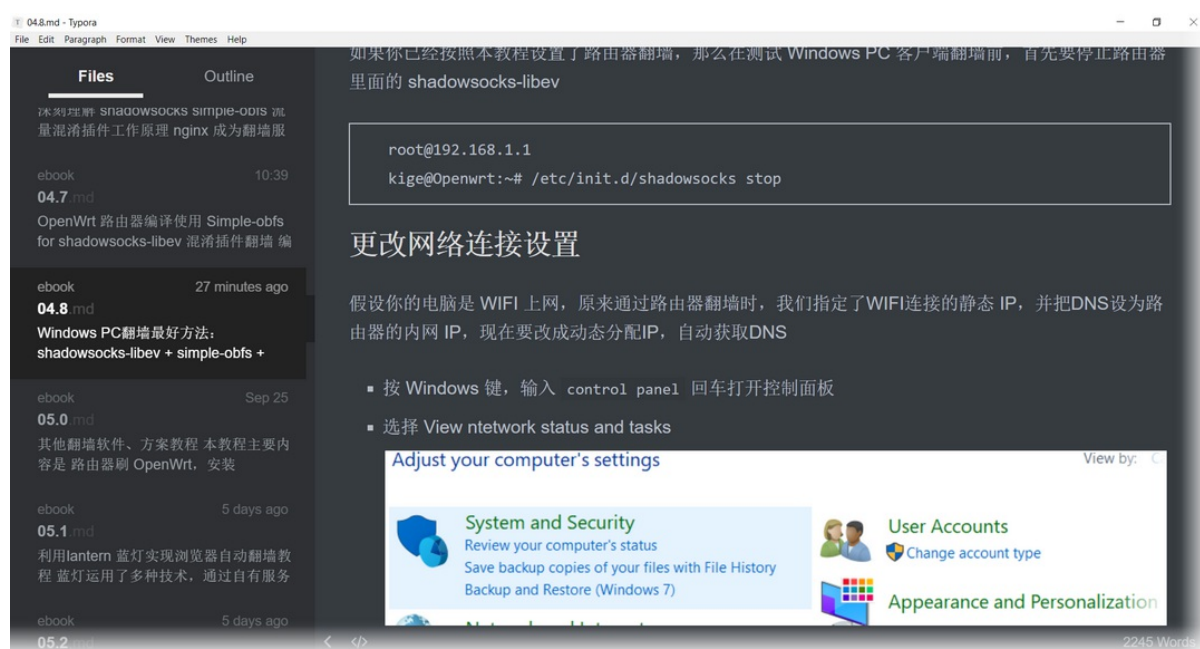 04.8.md - Typora
File Edit Paragraph Format View Themes Help
Files Outline
深刻理解 shadowsocks simple-obfs 流
量混淆插件工作原理 nginx 成为翻墙服
ebook 10:39
04.7.md
OpenWrt 路由器编译使用 Simple-obfs
for shadowsocks-libev 混淆插件翻墙 编
ebook 27 minutes ago
04.8.md
Windows PC翻墙最好方法：
shadowsocks-libev + simple-obfs +
ebook Sep 25
05.0.md
其他翻墙软件、方案教程 本教程主要内
容是 路由器刷 OpenWrt，安装
ebook 5 days ago
05.1.md
利用lantern 蓝灯实现浏览器自动翻墙教
程 蓝灯运用了多种技术，通过自有服务
ebook 5 days ago
05.2.md
如果你已经按照本教程设置了路由器翻墙，那么在测试 Windows PC 客户端翻墙前，首先要停止路由器
里面的 shadowsocks-libev
root@192.168.1.1
kige@Openwrt:~# /etc/init.d/shadowsocks stop
更改网络连接设置
假设你的电脑是 WIFI 上网，原来通过路由器翻墙时，我们指定了WIFI连接的静态 IP，并把DNS设为路
由器的内网 IP，现在要改成动态分配IP，自动获取DNS
按 Windows 键，输入 control panel 回车打开控制面板
选择 View ntetwork status and tasks
Adjust your computer's settings View by:
System and Security
Review your computer's status
Save backup copies of your files with File History
Backup and Restore (Windows 7)
User Accounts
Change account type
Appearance and Personalization
</> 2245 Words